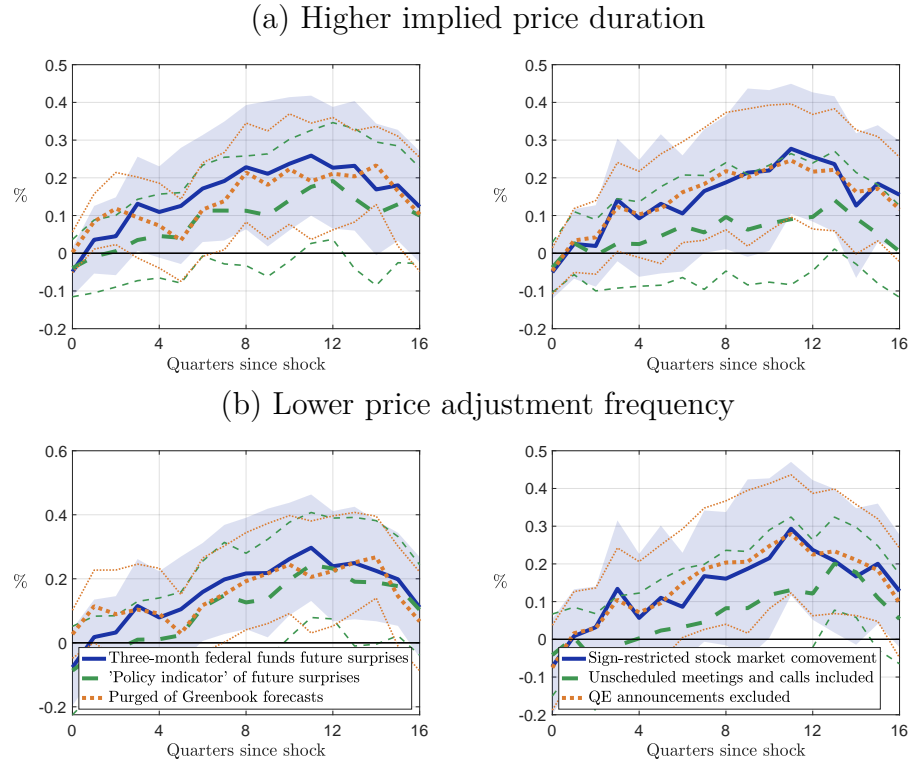 (a) Higher implied price duration
0.5
0.4
0.3
0.2
0.1
0
-0.1
-0.2
%
0 4 8 12 16
Quarters since shock
0.5
0.4
0.3
0.2
0.1
0
-0.1
-0.2
%
0 4 8 12 16
Quarters since shock
(b) Lower price adjustment frequency
0.6
0.4
0.2
0
-0.2
%
Three-month federal funds future surprises
'Policy indicator' of future surprises
Purged of Greenbook forecasts
0 4 8 12 16
Quarters since shock
0.5
0.4
0.3
0.2
0.1
0
-0.1
-0.2
%
Sign-restricted stock market comovement
Unscheduled meetings and calls included
QE announcements excluded
0 4 8 12 16
Quarters since shock